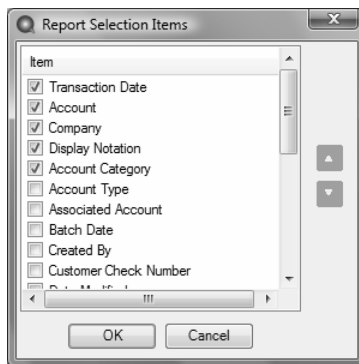 Report Selection Items
Item
Transaction Date
Account
Company
Display Notation
Account Category
Account Type
Associated Account
Batch Date
Created By
Customer Check Number
OK
Cancel